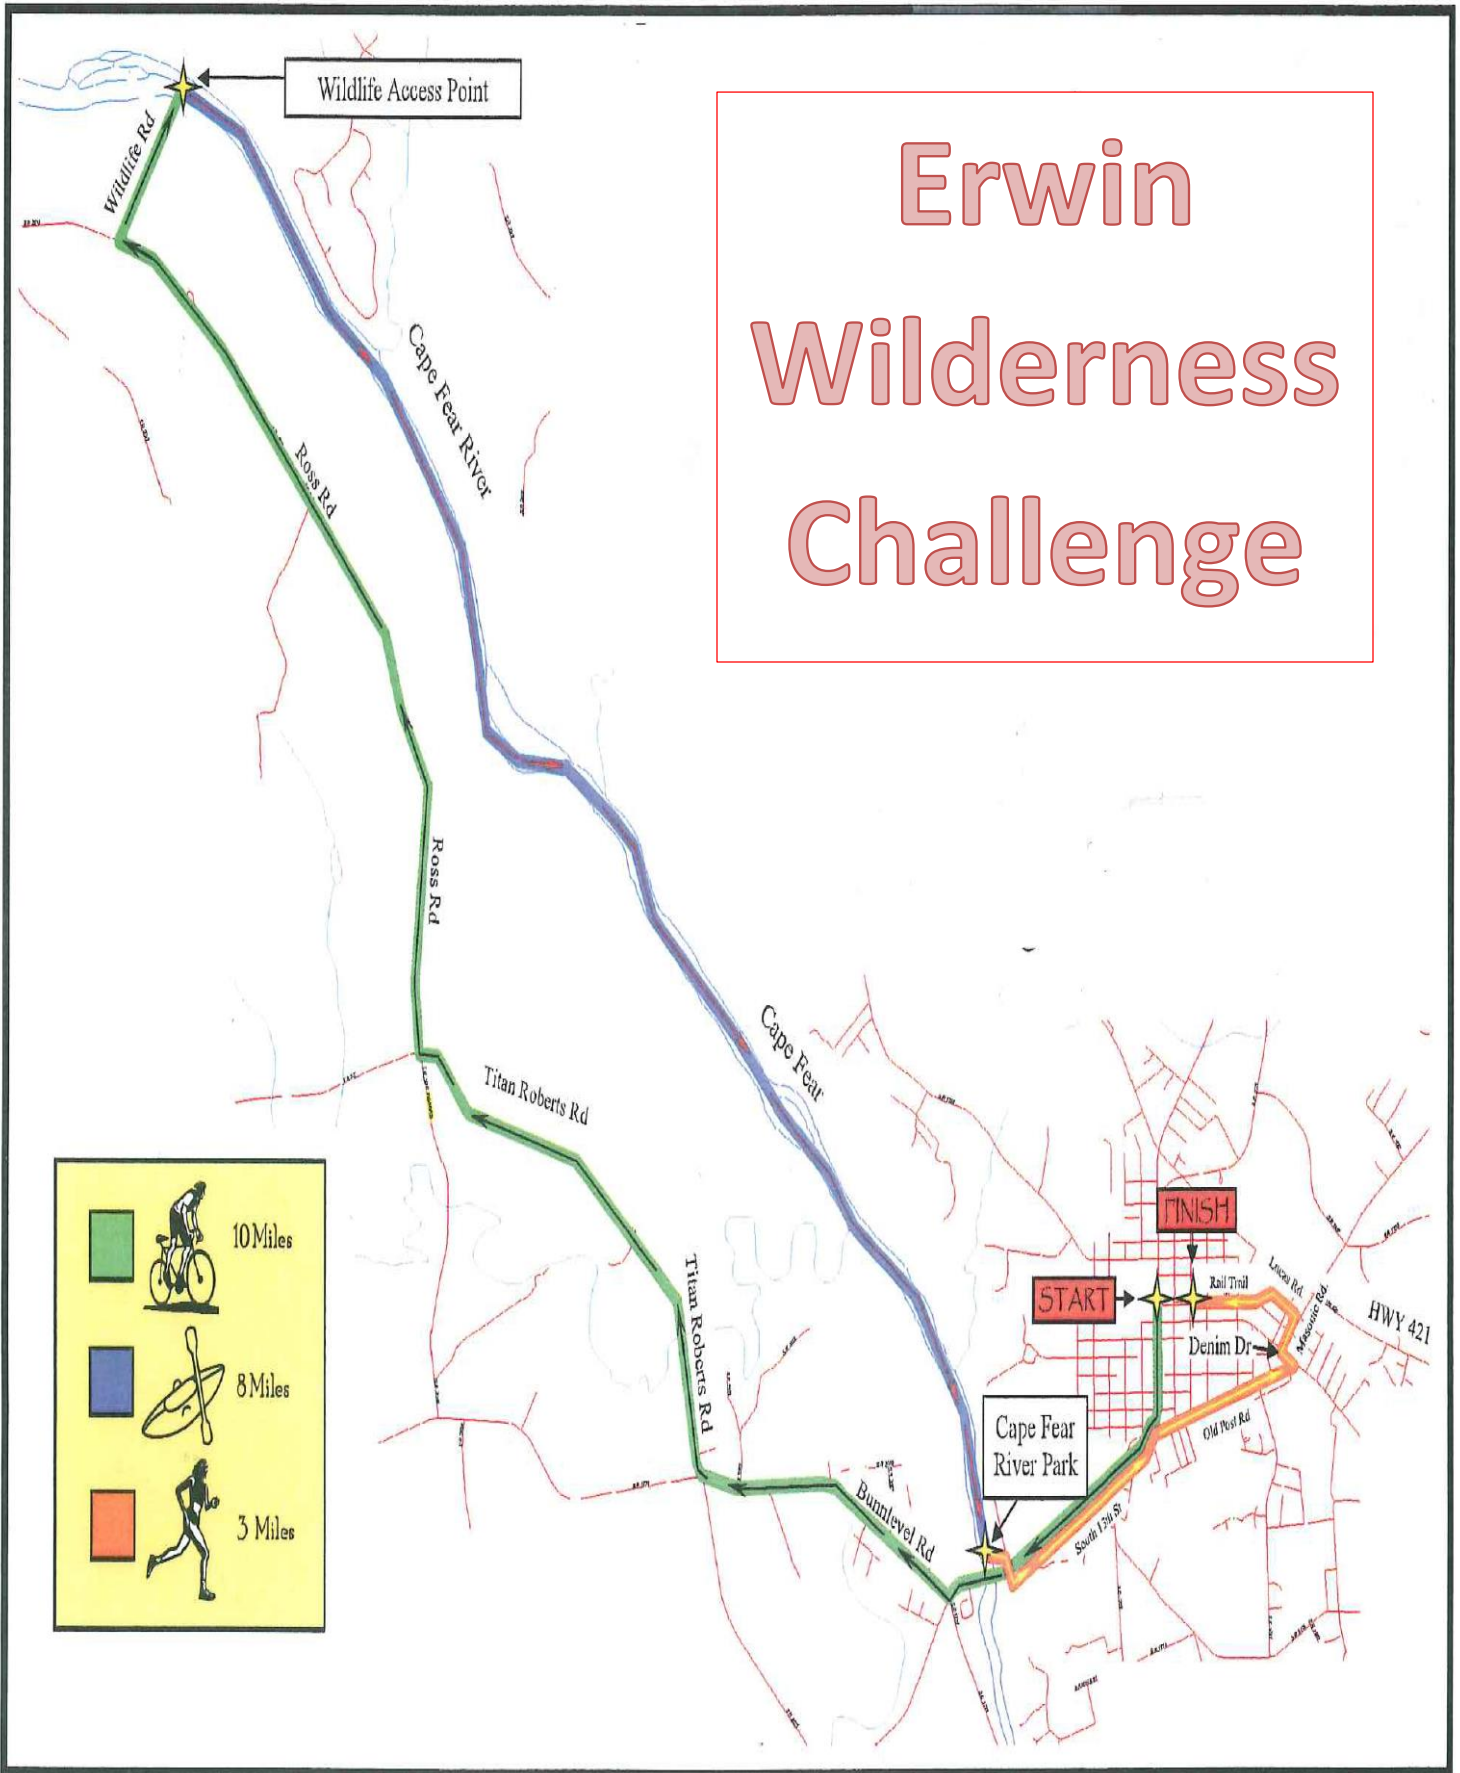 Wildlife Access Point
Erwin
Wilderness
Challenge
Wildlife Rd
Cape Fear River
Ross Rd
Ross Rd
Cape Fear
Titan Roberts Rd
Titan Roberts Rd
10 Miles
8 Miles
3 Miles
FINISH
START
Rail Trail
Lucas Rd.
Masonic Rd.
HWY 421
Denim Dr
Old Post Rd
Cape Fear
River Park
South 13th St
Bunnlevel Rd